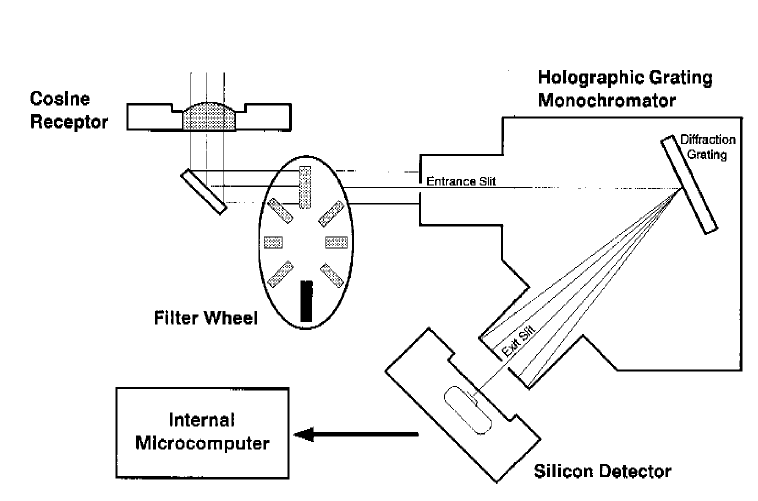 Cosine
Receptor
Holographic Grating
Monochromator
Diffraction
Grating
Entrance Slit
Filter Wheel
Exit Slit
Internal
Microcomputer
Silicon Detector